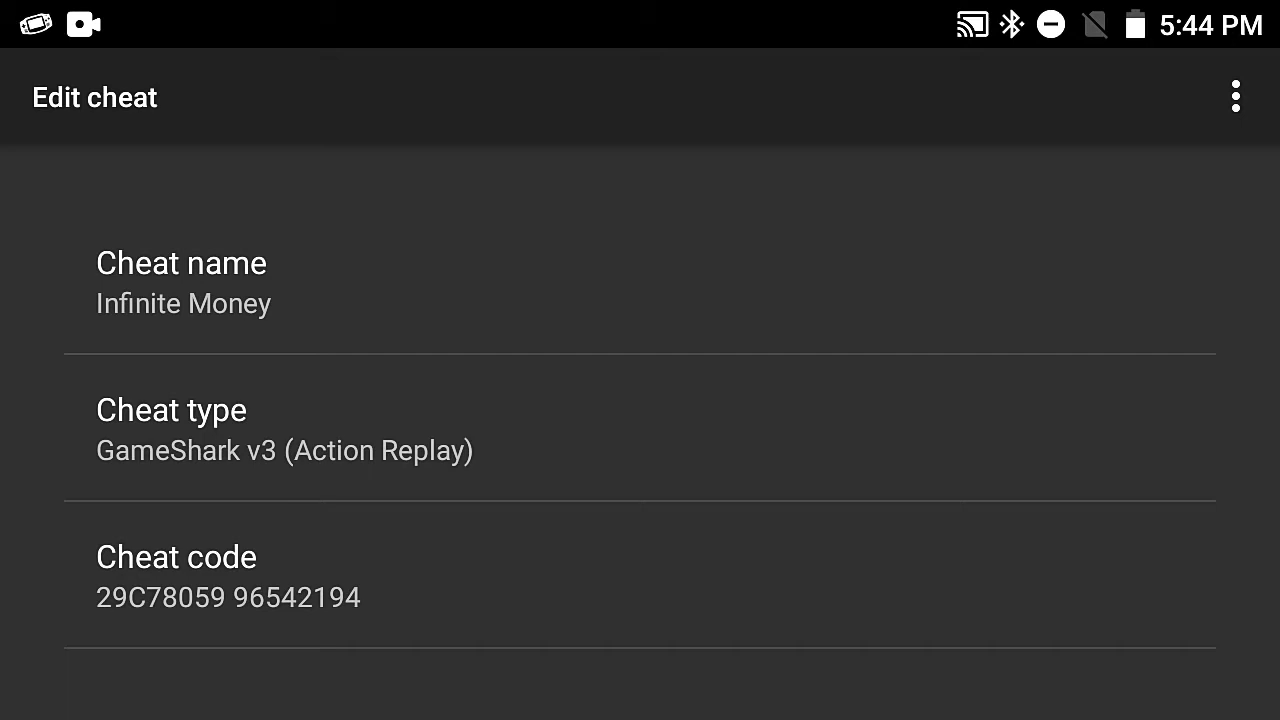 5:44 PM
Edit cheat
Cheat name
Infinite Money
Cheat type
GameShark v3 (Action Replay)
Cheat code
29C78059 96542194